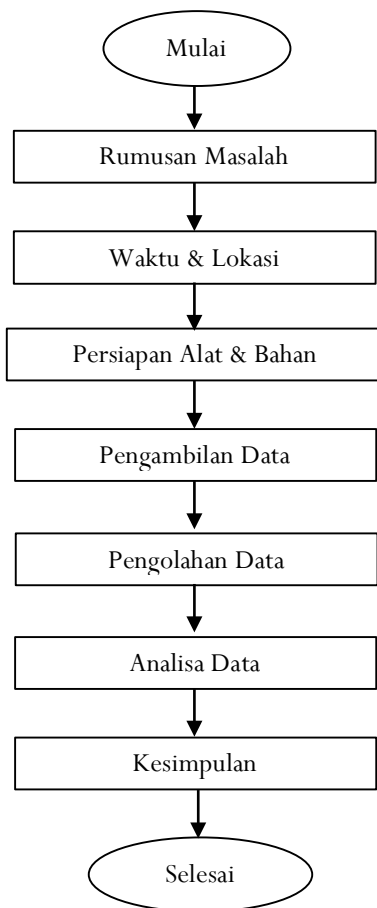 Mulai
Rumusan Masalah
Waktu & Lokasi
Persiapan Alat & Bahan
Pengambilan Data
Pengolahan Data
Analisa Data
Kesimpulan
Selesai